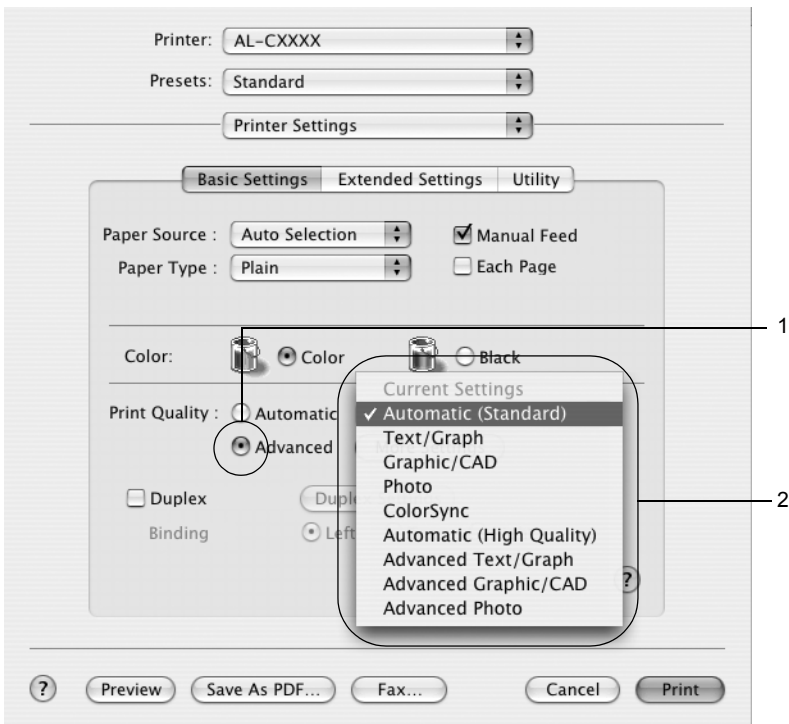 Printer: AL-CXXXX
Presets: Standard
Printer Settings
Basic Settings Extended Settings Utility
Paper Source : Auto Selection Manual Feed
Paper Type : Plain Each Page
1
Color: Color Black
Current Settings
Print Quality : Automatic ✓ Automatic (Standard)
Text/Graph
Advanced
Graphic/CAD
Photo
Duplex Duplex
2
ColorSync
Binding Left
Automatic (High Quality)
Advanced Text/Graph
Advanced Graphic/CAD
?
Advanced Photo
? Preview Save As PDF... Fax... Cancel Print